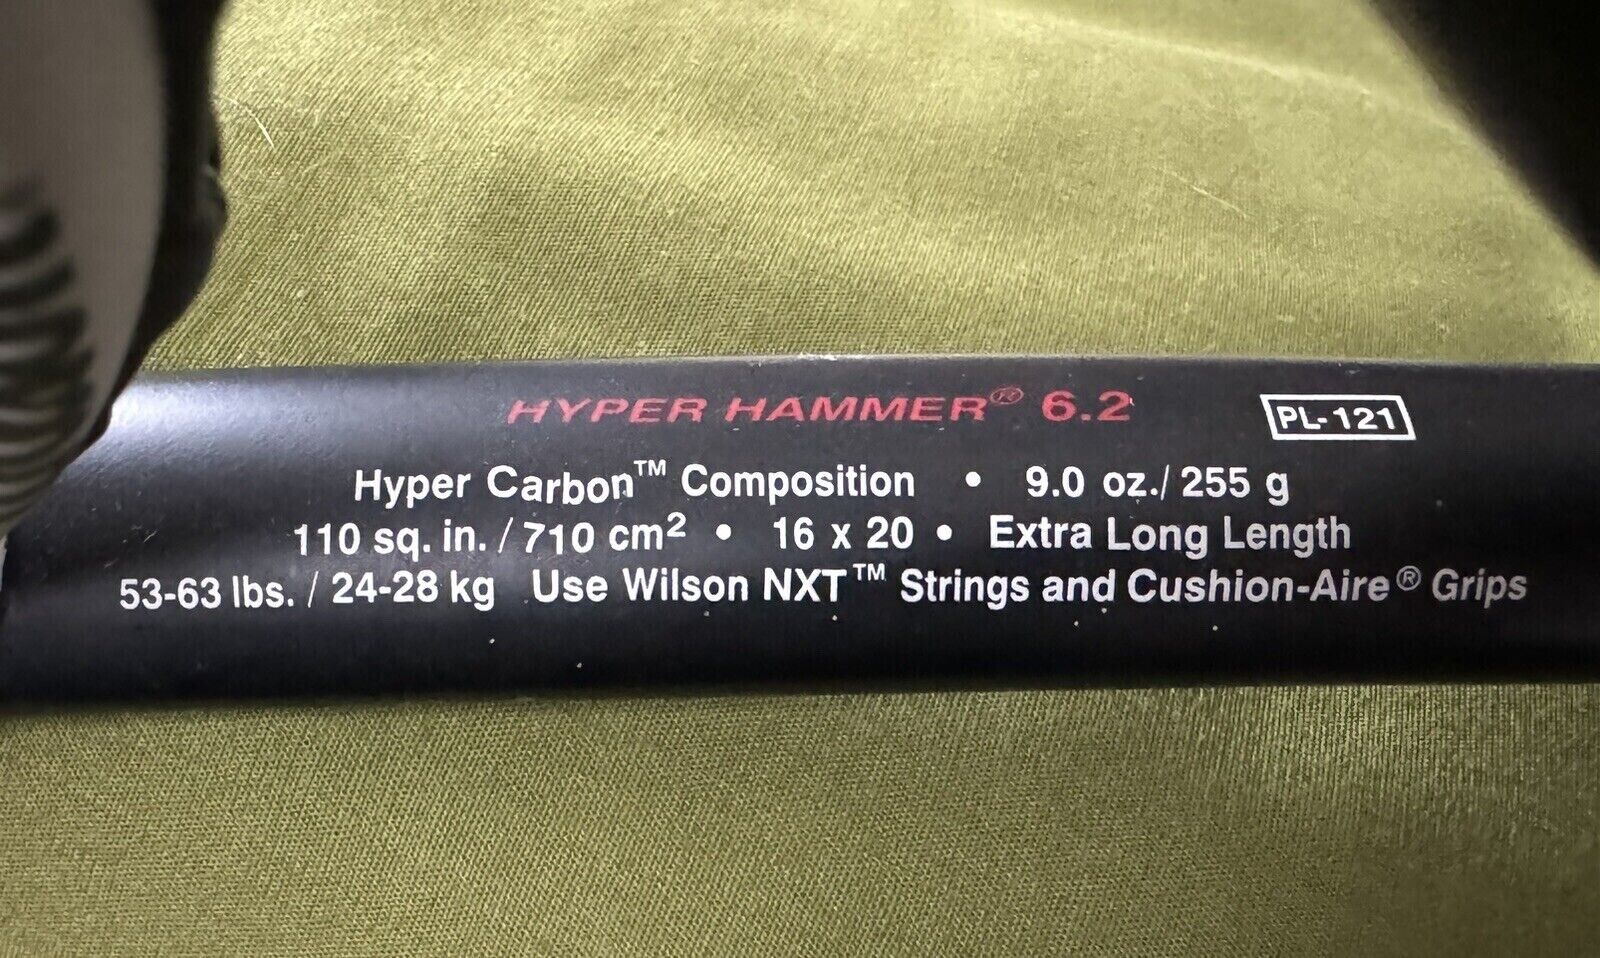 HYPER HAMMER® 6.2 PL-121
Hyper Carbon™ Composition • 9.0 oz./ 255 g
110 sq. in. / 710 cm² • 16 x 20 • Extra Long Length
53-63 lbs. / 24-28 kg Use Wilson NXT™ Strings and Cushion-Aire® Grips